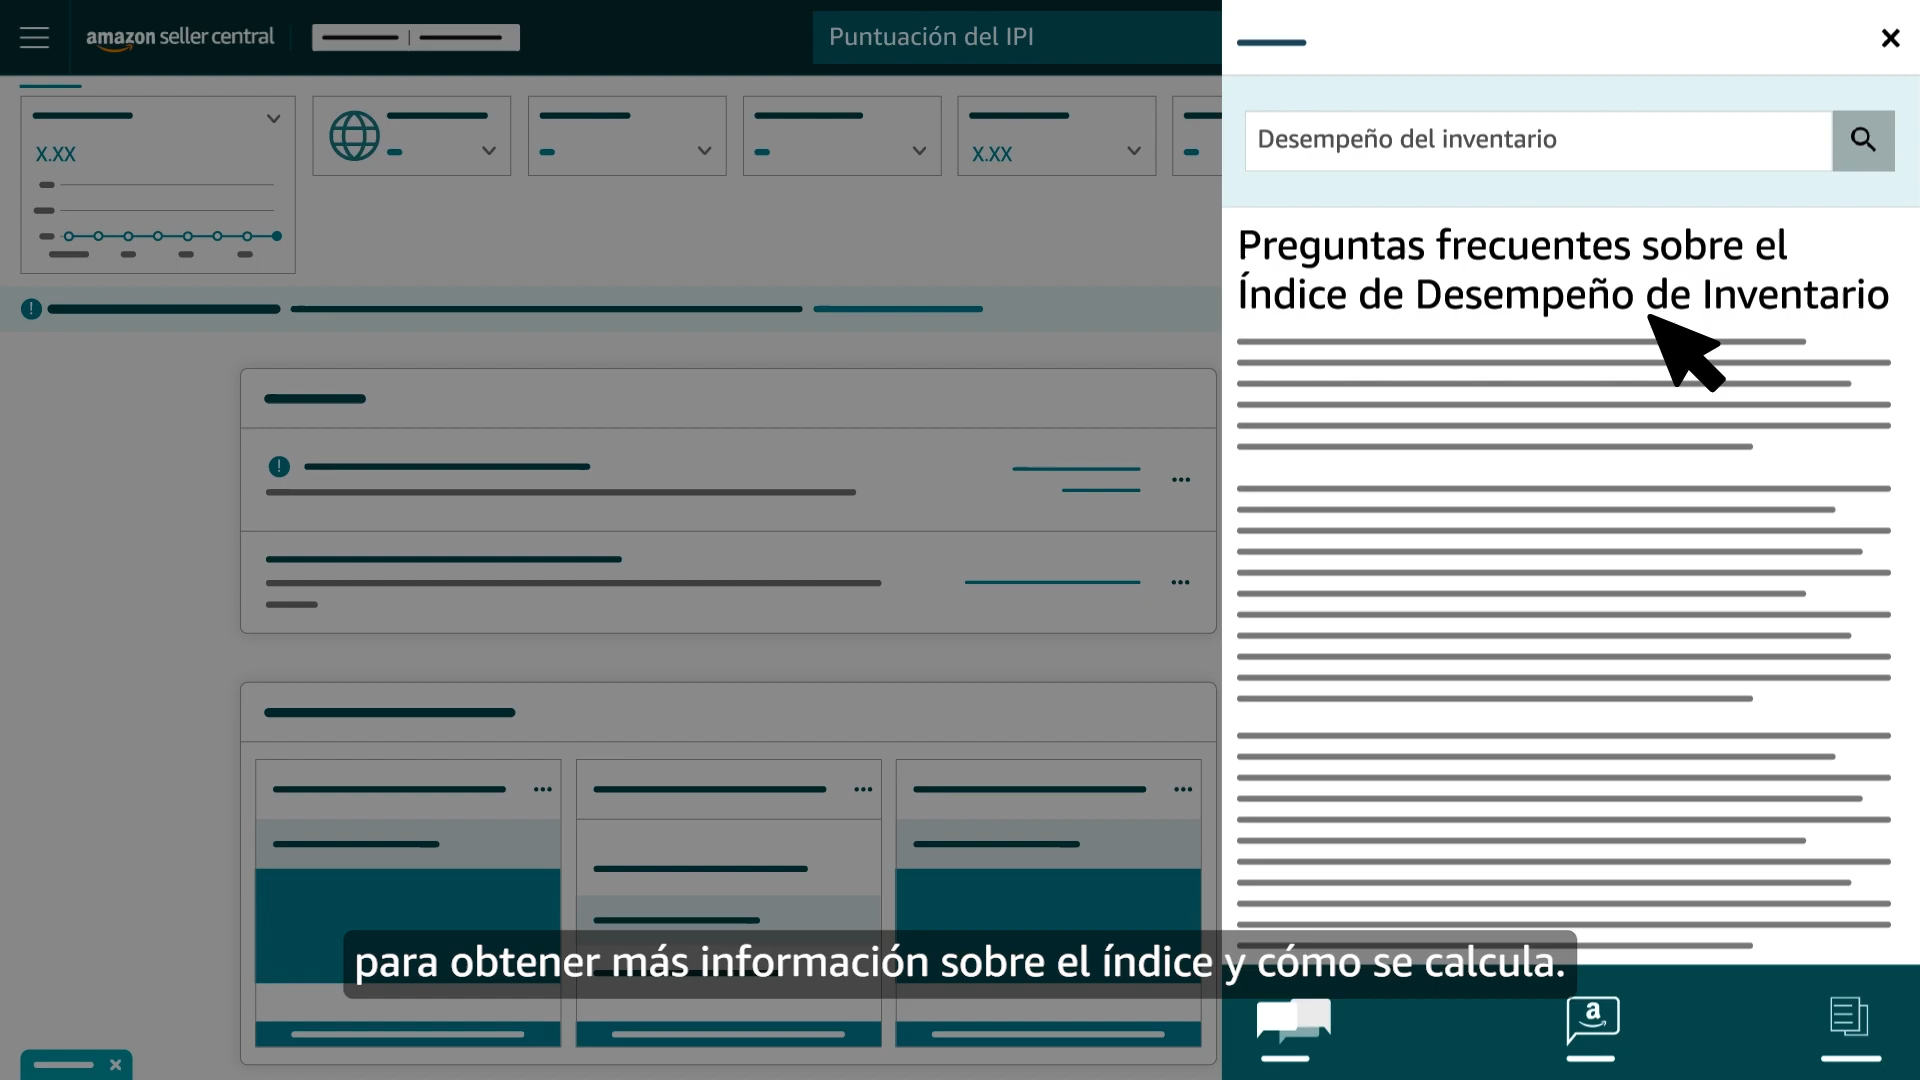 amazon seller central
Puntuación del IPI
X.XX
X.XX
Desempeño del inventario
Preguntas frecuentes sobre el
Índice de Desempeño de Inventario
para obtener más información sobre el índice y cómo se calcula.
a